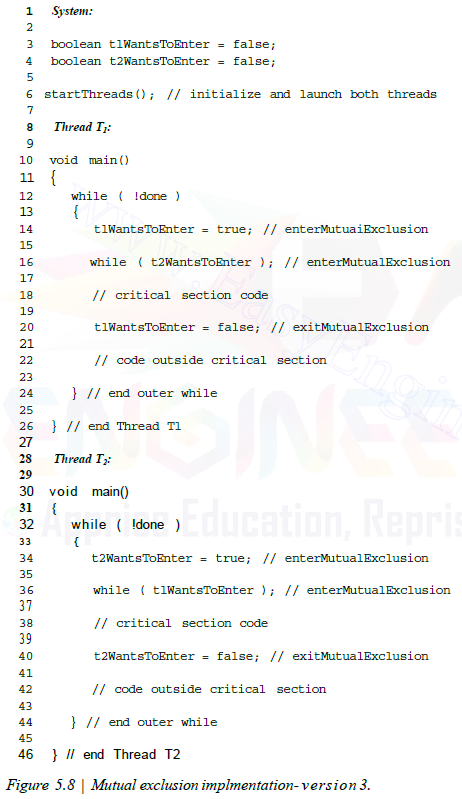 1 System:
2
3 boolean t1WantsToEnter = false;
4 boolean t2WantsToEnter = false;
5
6 startThreads(); // initialize and launch both threads
7
8 Thread T1:
9
10 void main()
11 {
12 while ( !done )
13 {
14 t1WantsToEnter = true; // enterMutuaiExclusion
15
16 while ( t2WantsToEnter ); // enterMutualExclusion
17
18 // critical section code
19
20 t1WantsToEnter = false; // exitMutualExclusion
21
22 // code outside critical section
23
24 } // end outer while
25
26 } // end Thread T1
27
28 Thread T2:
29
30 void main()
31 {
32 while ( !done )
33 {
34 t2WantsToEnter = true; // enterMutualExclusion
35
36 while ( t1WantsToEnter ); // enterMutualExclusion
37
38 // critical section code
39
40 t2WantsToEnter = false; // exitMutualExclusion
41
42 // code outside critical section
43
44 } // end outer while
45
46 } // end Thread T2
Figure 5.8 | Mutual exclusion implmentation-version 3.